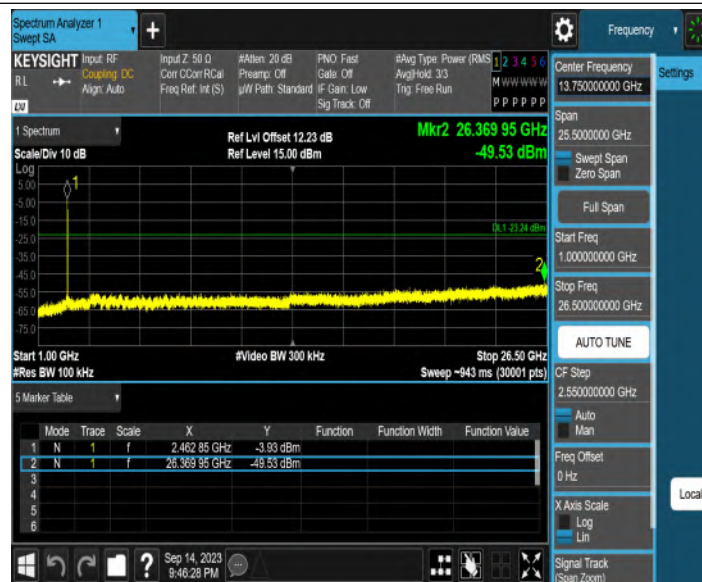 Spectrum Analyzer 1
Swept SA
Frequency
KEYSIGHT
RL
LXI
Input: RF
Coupling: DC
Align: Auto
Input Z: 50 Ω
Corr CCorr RCal
Freq Ref: Int (S)
#Atten: 20 dB
Preamp: Off
µW Path: Standard
PNO: Fast
Gate: Off
IF Gain: Low
Sig Track: Off
#Avg Type: Power (RMS
Avg|Hold: 3/3
Trig: Free Run
1 2 3 4 5 6
M W W W W W
P P P P P P
Center Frequency
13.750000000 GHz
Settings
1 Spectrum
Scale/Div 10 dB
Ref Lvl Offset 12.23 dB
Ref Level 15.00 dBm
Mkr2 26.369 95 GHz
-49.53 dBm
Log
5.00
-5.00
-15.0
-25.0
-35.0
-45.0
-55.0
-65.0
-75.0
1
DL1 -23.24 dBm
2
Start 1.00 GHz
#Res BW 100 kHz
#Video BW 300 kHz
Stop 26.50 GHz
Sweep ~943 ms (30001 pts)
Span
25.5000000 GHz
Swept Span
Zero Span
Full Span
Start Freq
1.000000000 GHz
Stop Freq
26.500000000 GHz
AUTO TUNE
CF Step
2.550000000 GHz
Auto
Man
Freq Offset
0 Hz
X Axis Scale
Log
Lin
Signal Track
(Span Zoom)
Local
5 Marker Table
Mode Trace Scale X Y Function Function Width Function Value
1 N 1 f 2.462 85 GHz -3.93 dBm
2 N 1 f 26.369 95 GHz -49.53 dBm
3
4
5
6
?
Sep 14, 2023
9:46:28 PM